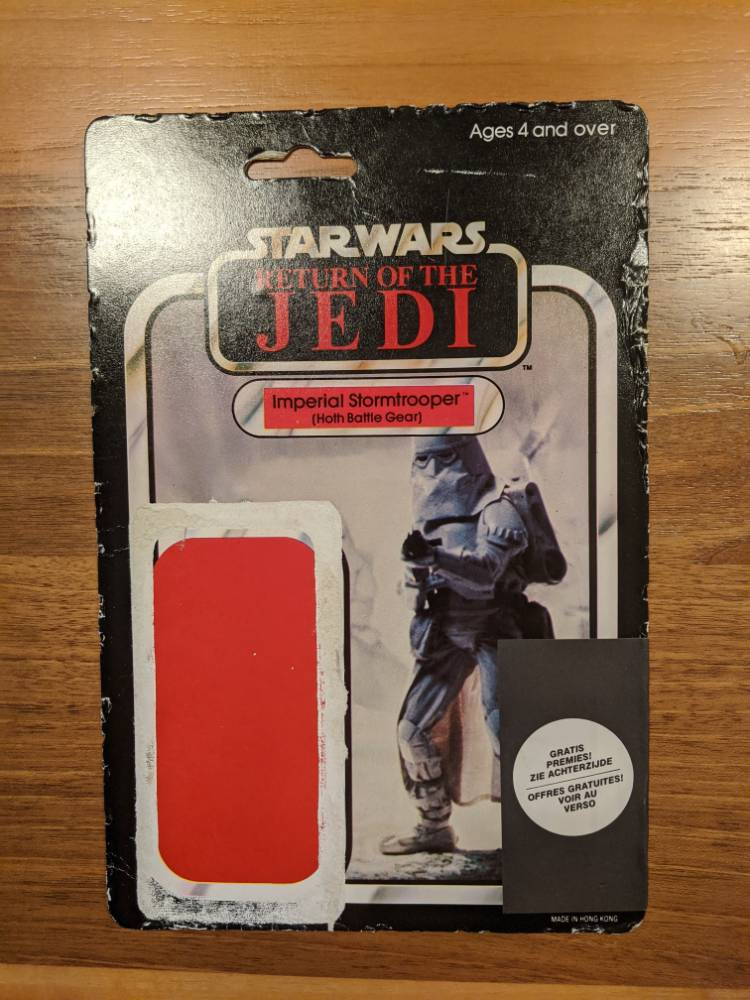 Ages 4 and over
STAR WARS
RETURN OF THE
JEDI
TM
Imperial Stormtrooper™
(Hoth Battle Gear)
GRATIS
PREMIES!
ZIE ACHTERZIJDE
OFFRES GRATUITES!
VOIR AU
VERSO
MADE IN HONG KONG